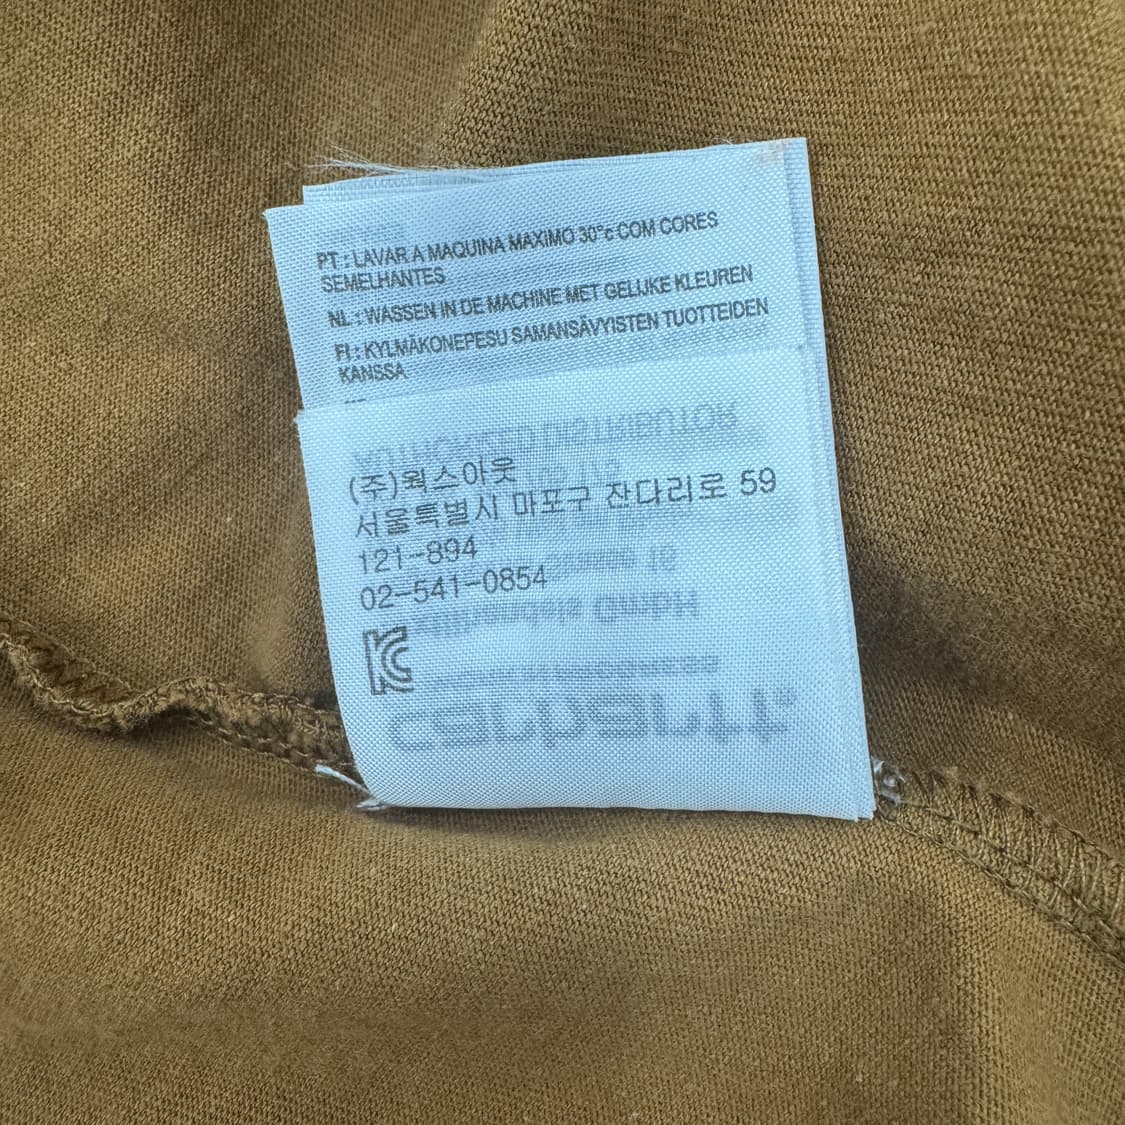 PT : LAVAR A MAQUINA MAXIMO 30°c COM CORES
SEMELHANTES
NL : WASSEN IN DE MACHINE MET GELIJKE KLEUREN
FI : KYLMÄKONEPESU SAMANSÄVYISTEN TUOTTEIDEN
KANSSA
(주)웍스아웃
서울특별시 마포구 잔다리로 59
121-894
02-541-0854